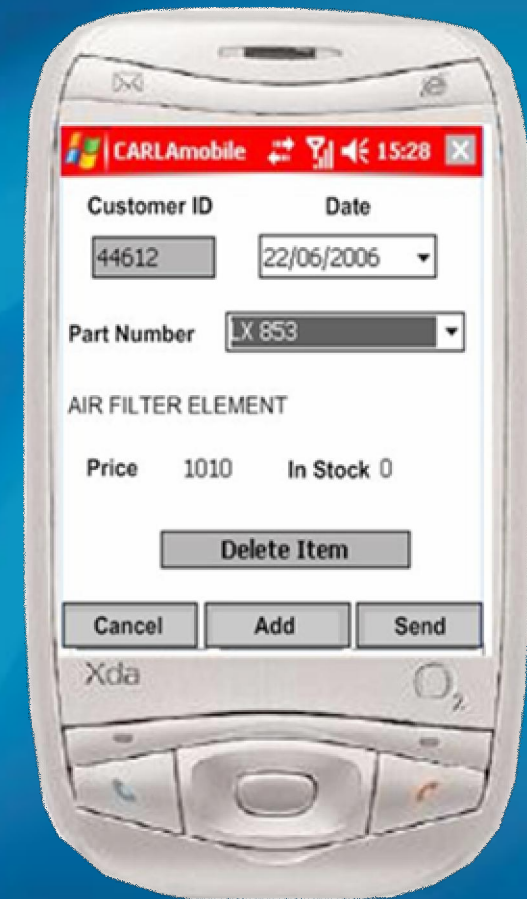 CARLAmobile 15:28
Customer ID Date
44612 22/06/2006
Part Number LX 853
AIR FILTER ELEMENT
Price 1010 In Stock 0
Delete Item
Cancel Add Send
Xda O2